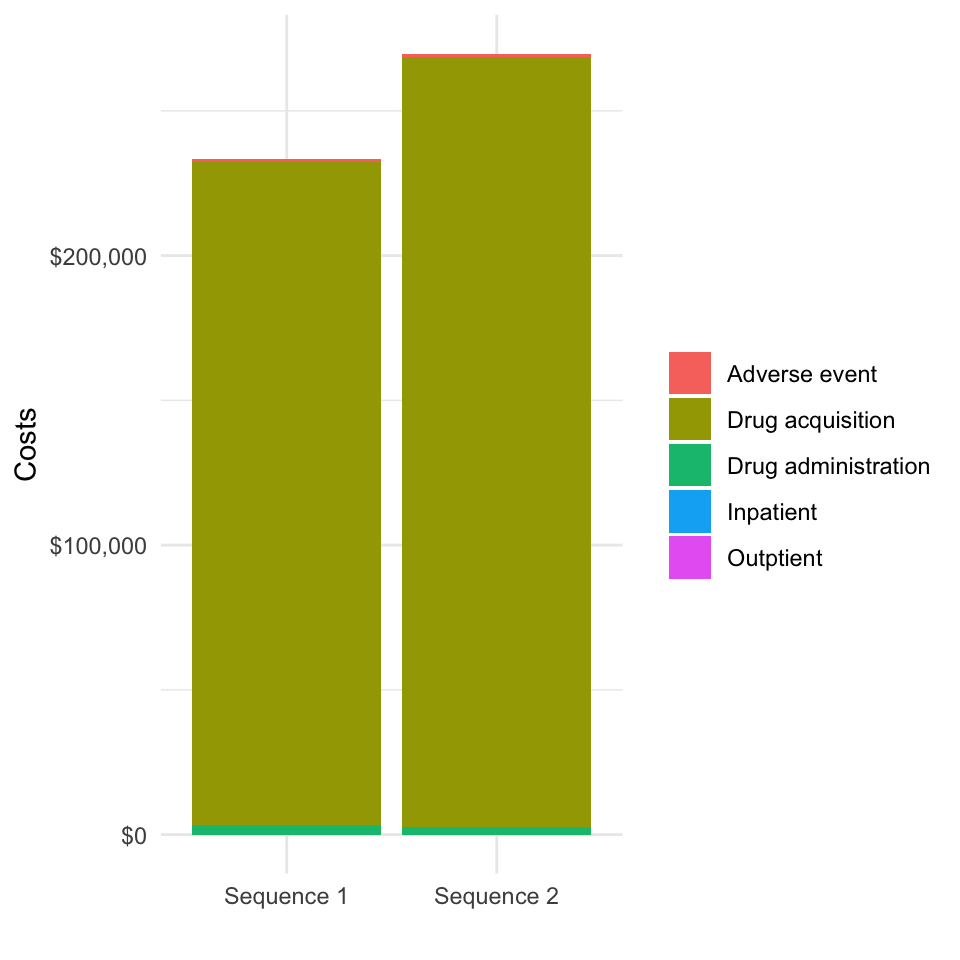 Costs
$200,000
$100,000
$0
Sequence 1
Sequence 2
Adverse event
Drug acquisition
Drug administration
Inpatient
Outptient